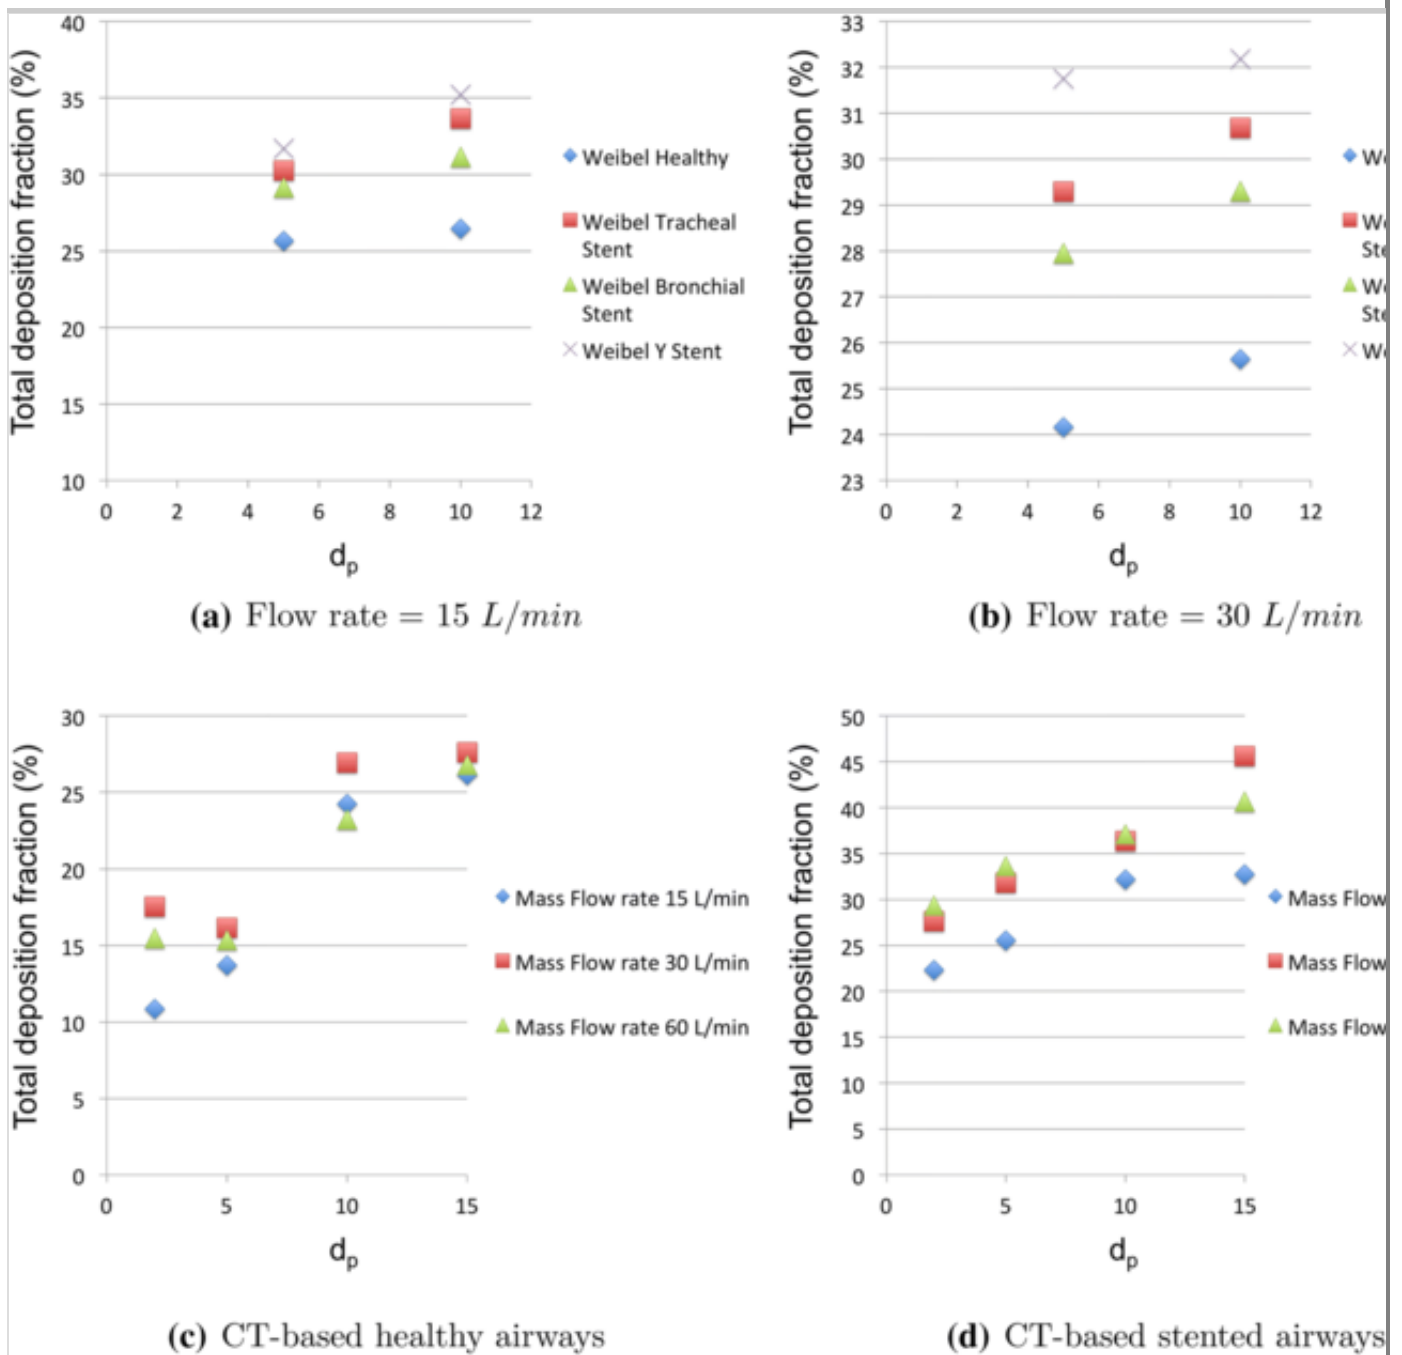 Total deposition fraction (%)
40
35
30
25
20
15
10
0 2 4 6 8 10 12
dp
Weibel Healthy
Weibel Tracheal
Stent
Weibel Bronchial
Stent
Weibel Y Stent
(a) Flow rate = 15 L/min
Total deposition fraction (%)
33
32
31
30
29
28
27
26
25
24
23
0 2 4 6 8 10 12
dp
(b) Flow rate = 30 L/min
Total deposition fraction (%)
30
25
20
15
10
5
0
0 5 10 15
dp
Mass Flow rate 15 L/min
Mass Flow rate 30 L/min
Mass Flow rate 60 L/min
(c) CT-based healthy airways
Total deposition fraction (%)
50
45
40
35
30
25
20
15
10
5
0
0 5 10 15
dp
Mass Flow
Mass Flow
Mass Flow
(d) CT-based stented airways